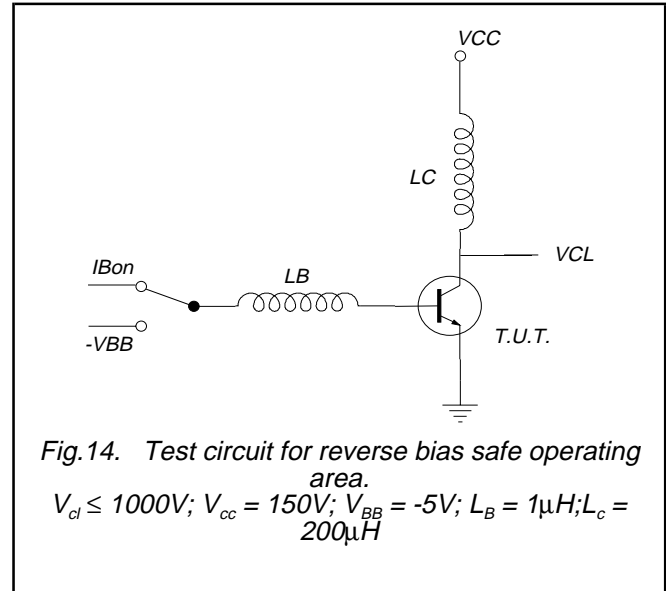 VCC
LC
IBon
LB
VCL
-VBB
T.U.T.
Fig.14. Test circuit for reverse bias safe operating
area.
Vcl ≤ 1000V; Vcc = 150V; VBB = -5V; LB = 1μH;Lc =
200μH